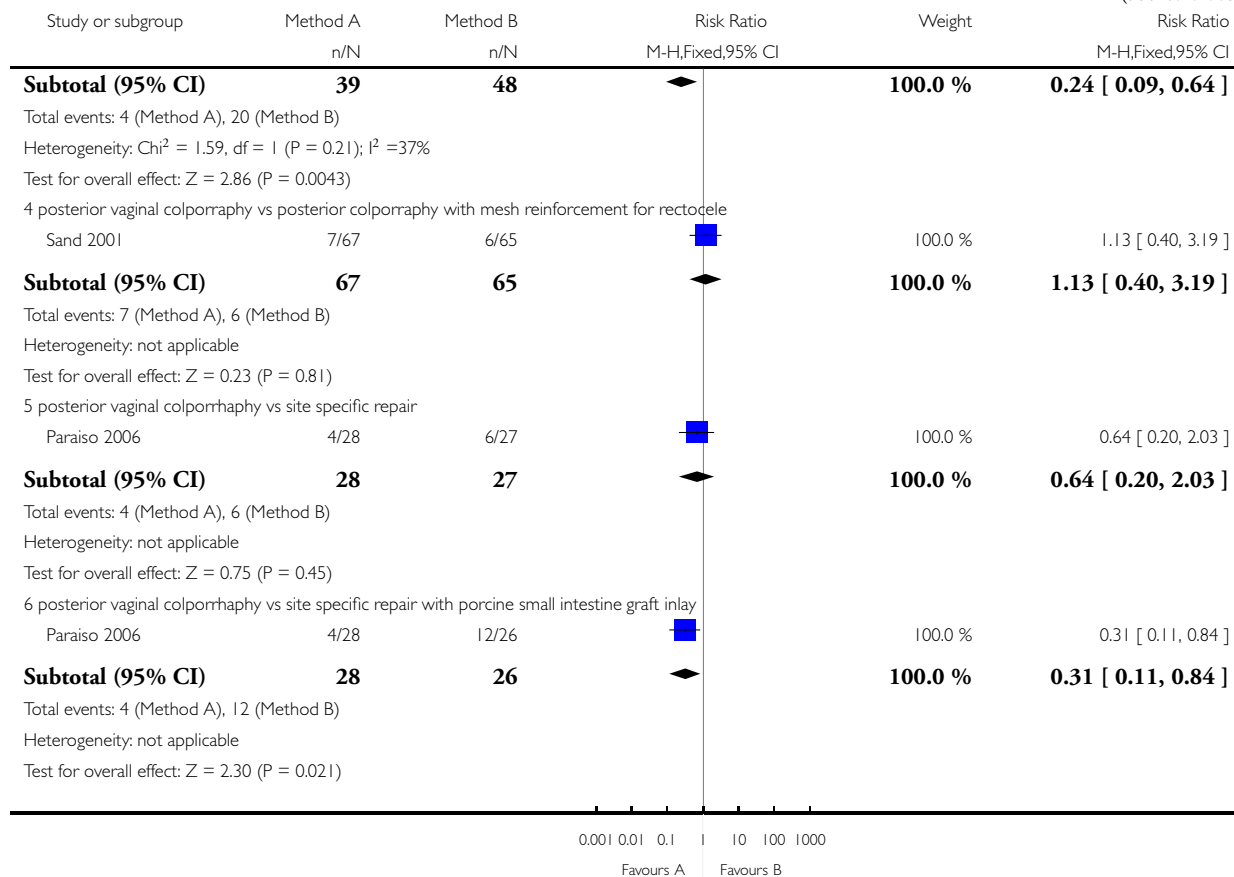 Study or subgroup Method A Method B Risk Ratio Weight Risk Ratio
n/N n/N M-H,Fixed,95% CI M-H,Fixed,95% CI
Subtotal (95% CI) 39 48 100.0 % 0.24 [ 0.09, 0.64 ]
Total events: 4 (Method A), 20 (Method B)
Heterogeneity: Chi² = 1.59, df = 1 (P = 0.21); I² =37%
Test for overall effect: Z = 2.86 (P = 0.0043)
4 posterior vaginal colporraphy vs posterior colporraphy with mesh reinforcement for rectocele
Sand 2001 7/67 6/65 100.0 % 1.13 [ 0.40, 3.19 ]
Subtotal (95% CI) 67 65 100.0 % 1.13 [ 0.40, 3.19 ]
Total events: 7 (Method A), 6 (Method B)
Heterogeneity: not applicable
Test for overall effect: Z = 0.23 (P = 0.81)
5 posterior vaginal colporrhaphy vs site specific repair
Paraiso 2006 4/28 6/27 100.0 % 0.64 [ 0.20, 2.03 ]
Subtotal (95% CI) 28 27 100.0 % 0.64 [ 0.20, 2.03 ]
Total events: 4 (Method A), 6 (Method B)
Heterogeneity: not applicable
Test for overall effect: Z = 0.75 (P = 0.45)
6 posterior vaginal colporrhaphy vs site specific repair with porcine small intestine graft inlay
Paraiso 2006 4/28 12/26 100.0 % 0.31 [ 0.11, 0.84 ]
Subtotal (95% CI) 28 26 100.0 % 0.31 [ 0.11, 0.84 ]
Total events: 4 (Method A), 12 (Method B)
Heterogeneity: not applicable
Test for overall effect: Z = 2.30 (P = 0.021)
0.001 0.01 0.1 1 10 100 1000
Favours A Favours B